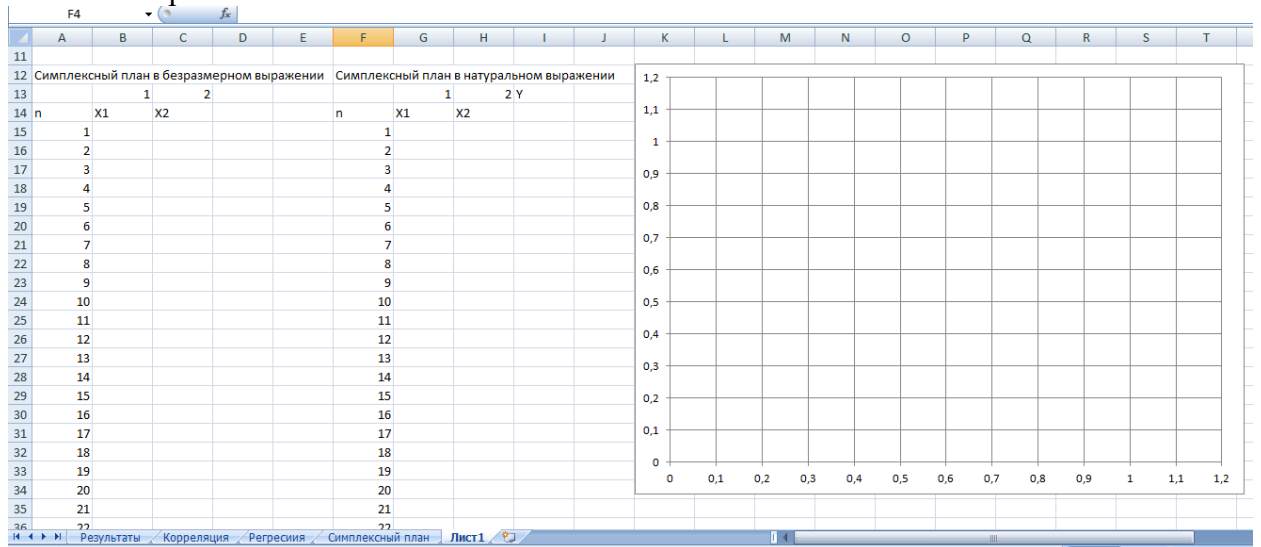 F4 fx
A B C D E F G H I J K L M N O P Q R S T
11
12 Симплексный план в безразмерном выражении Симплексный план в натуральном выражении
13 1 2 1 2 Y
14 n X1 X2 n X1 X2
15 1 1
16 2 2
17 3 3
18 4 4
19 5 5
20 6 6
21 7 7
22 8 8
23 9 9
24 10 10
25 11 11
26 12 12
27 13 13
28 14 14
29 15 15
30 16 16
31 17 17
32 18 18
33 19 19
34 20 20
35 21 21
36 22 22
1,2
1,1
1
0,9
0,8
0,7
0,6
0,5
0,4
0,3
0,2
0,1
0
0 0,1 0,2 0,3 0,4 0,5 0,6 0,7 0,8 0,9 1 1,1 1,2
Результаты Корреляция Регресиия Симплексный план Лист1